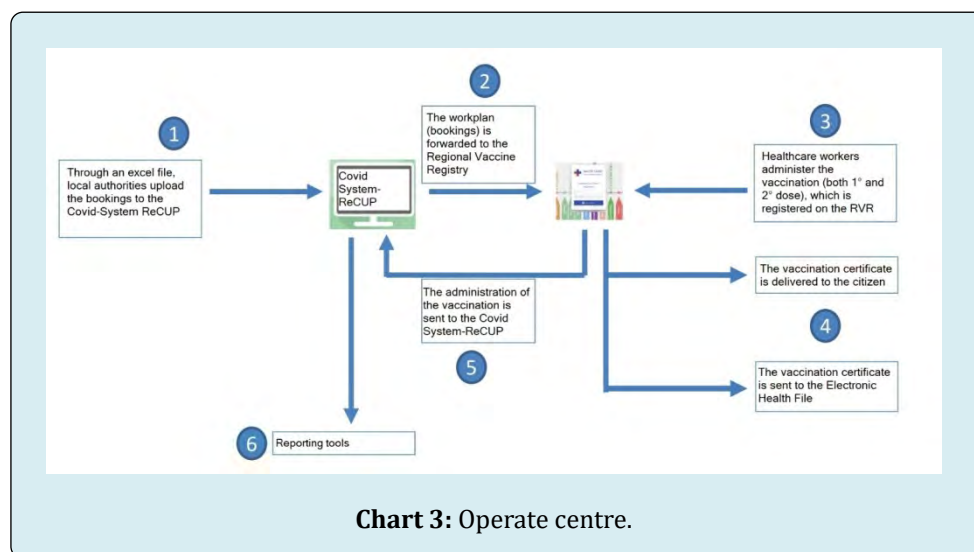 1
Through an excel file,
local authorities upload
the bookings to the
Covid-System ReCUP
Covid
System-
ReCUP
2
The workplan
(bookings) is
forwarded to the
Regional Vaccine
Registry
3
Healthcare workers
administer the
vaccination (both 1° and
2° dose), which is
registered on the RVR
The vaccination certificate
is delivered to the citizen
4
The vaccination certificate
is sent to the Electronic
Health File
The administration of
the vaccination is
sent to the Covid
System-ReCUP
5
6
Reporting tools
Chart 3: Operate centre.